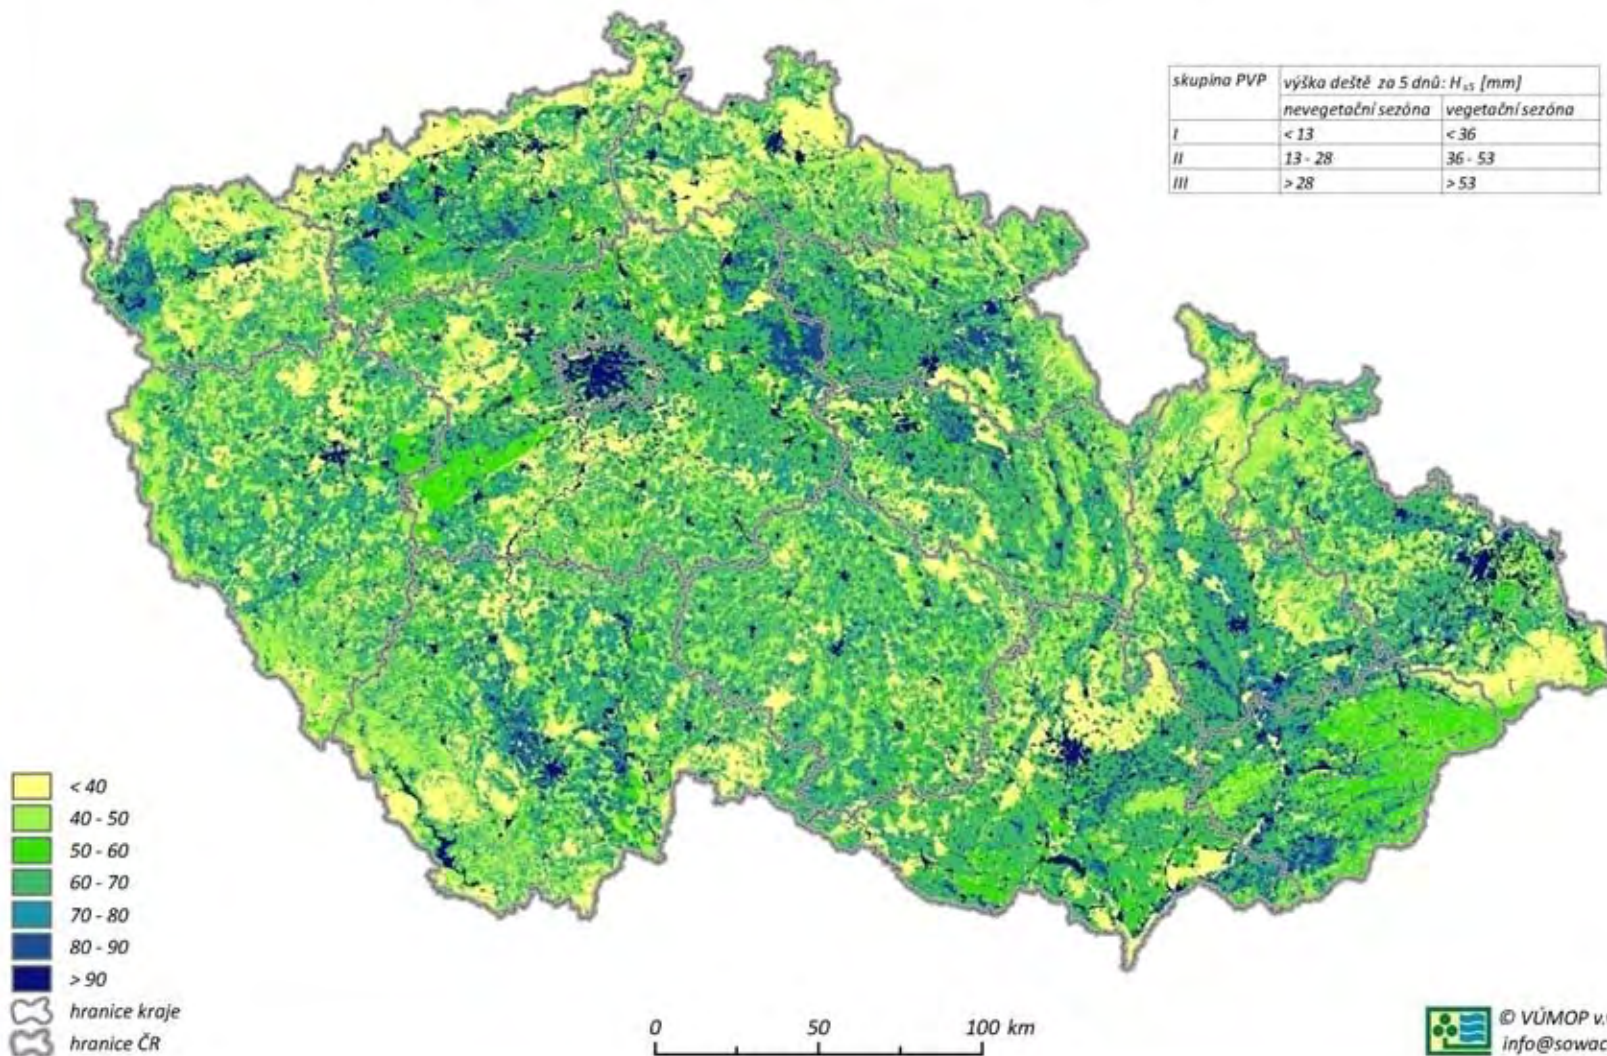 skupina PVP výška deště za 5 dnů: Hs5 [mm]
nevegetační sezóna vegetační sezóna
I < 13 < 36
II 13 - 28 36 - 53
III > 28 > 53
< 40
40 - 50
50 - 60
60 - 70
70 - 80
80 - 90
> 90
hranice kraje
hranice ČR
0 50 100 km
© VÚMOP v.
info@sowac